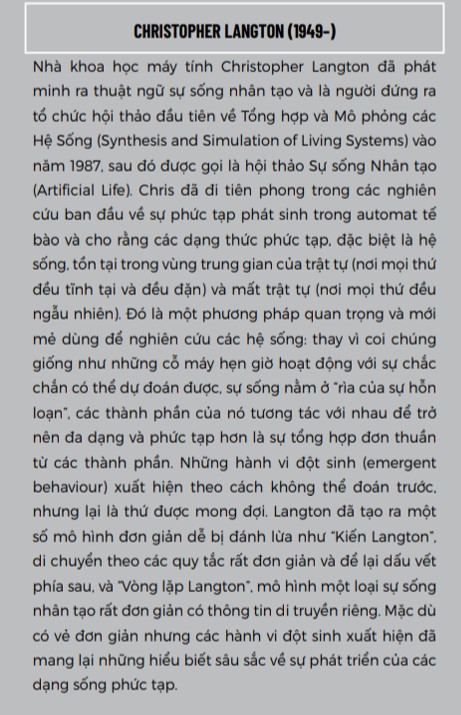 CHRISTOPHER LANGTON (1949-)
Nhà khoa học máy tính Christopher Langton đã phát
minh ra thuật ngữ sự sống nhân tạo và là người đứng ra
tổ chức hội thảo đầu tiên về Tổng hợp và Mô phỏng các
Hệ Sống (Synthesis and Simulation of Living Systems) vào
năm 1987, sau đó được gọi là hội thảo Sự sống Nhân tạo
(Artificial Life). Chris đã đi tiên phong trong các nghiên
cứu ban đầu về sự phức tạp phát sinh trong automat tế
bào và cho rằng các dạng thức phức tạp, đặc biệt là hệ
sống, tồn tại trong vùng trung gian của trật tự (nơi mọi thứ
đều tĩnh tại và đều đặn) và mất trật tự (nơi mọi thứ đều
ngẫu nhiên). Đó là một phương pháp quan trọng và mới
mẻ dùng để nghiên cứu các hệ sống: thay vì coi chúng
giống như những cỗ máy hẹn giờ hoạt động với sự chắc
chắn có thể dự đoán được, sự sống nằm ở "rìa của sự hỗn
loạn", các thành phần của nó tương tác với nhau để trở
nên đa dạng và phức tạp hơn là sự tổng hợp đơn thuần
từ các thành phần. Những hành vi đột sinh (emergent
behaviour) xuất hiện theo cách không thể đoán trước,
nhưng lại là thứ được mong đợi. Langton đã tạo ra một
số mô hình đơn giản dễ bị đánh lừa như "Kiến Langton",
di chuyển theo các quy tắc rất đơn giản và để lại dấu vết
phía sau, và "Vòng lặp Langton", mô hình một loại sự sống
nhân tạo rất đơn giản có thông tin di truyền riêng. Mặc dù
có vẻ đơn giản nhưng các hành vi đột sinh xuất hiện đã
mang lại những hiểu biết sâu sắc về sự phát triển của các
dạng sống phức tạp.